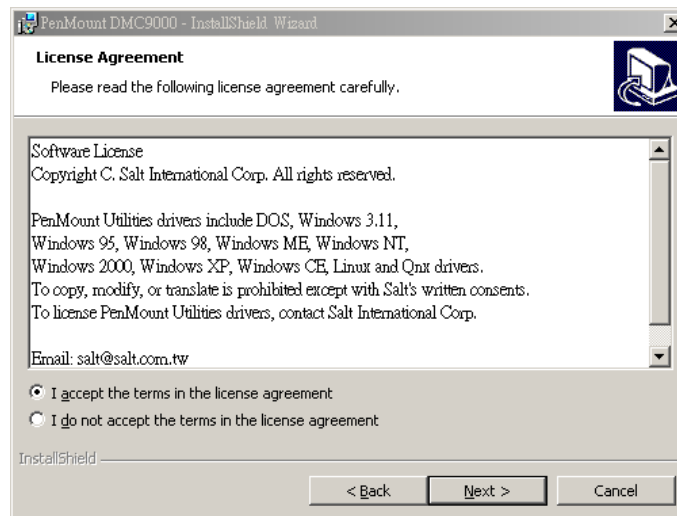 PenMount DMC9000 - InstallShield Wizard
License Agreement
Please read the following license agreement carefully.
Software License
Copyright C. Salt International Corp. All rights reserved.
PenMount Utilities drivers include DOS, Windows 3.11,
Windows 95, Windows 98, Windows ME, Windows NT,
Windows 2000, Windows XP, Windows CE, Linux and Qnx drivers.
To copy, modify, or translate is prohibited except with Salt's written consents.
To license PenMount Utilities drivers, contact Salt International Corp.
Email: salt@salt.com.tw
I accept the terms in the license agreement
I do not accept the terms in the license agreement
InstallShield
< Back Next > Cancel